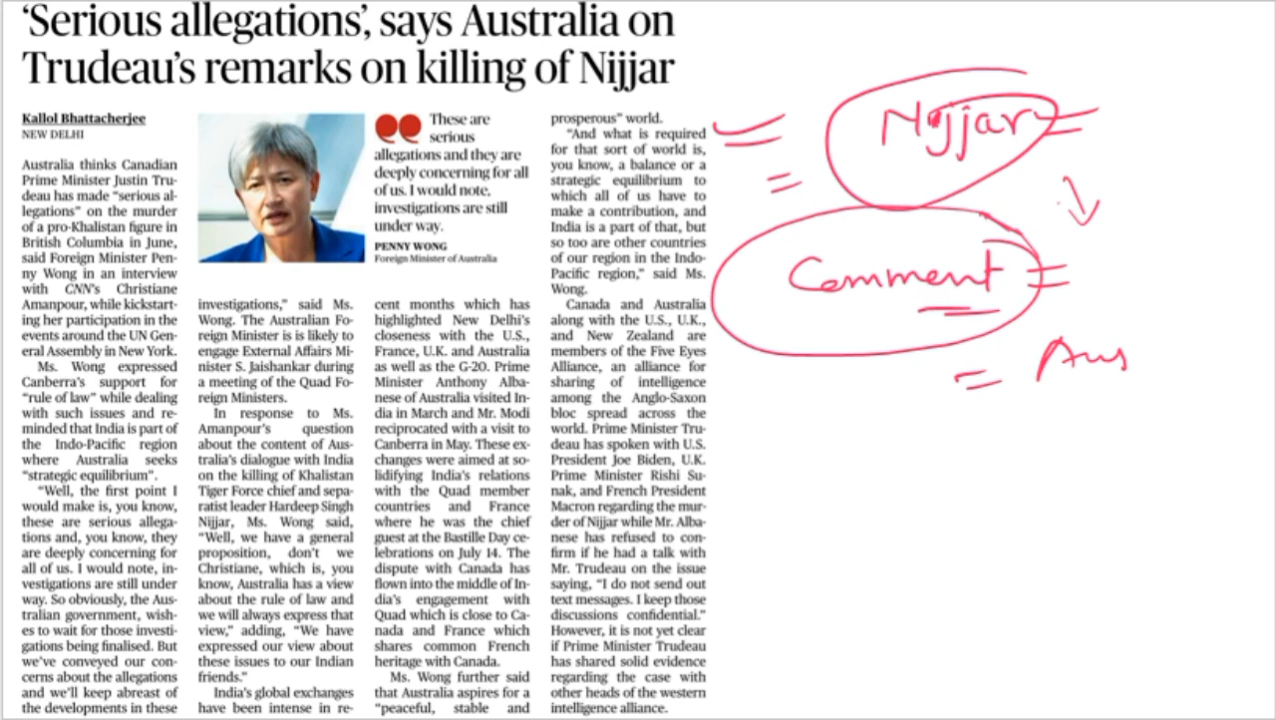 ‘Serious allegations’, says Australia on
Trudeau’s remarks on killing of Nijjar
Kallol Bhattacherjee
NEW DELHI
Australia thinks Canadian
Prime Minister Justin Tru-
deau has made “serious al-
legations” on the murder
of a pro-Khalistan figure in
British Columbia in June,
said Foreign Minister Pen-
ny Wong in an interview
with CNN’s Christiane
Amanpour, while kickstart-
ing her participation in the
events around the UN Gen-
eral Assembly in New York.
Ms. Wong expressed
Canberra’s support for
“rule of law” while dealing
with such issues and re-
minded that India is part of
the Indo-Pacific region
where Australia seeks
“strategic equilibrium”.
“Well, the first point I
would make is, you know,
these are serious allega-
tions and, you know, they
are deeply concerning for
all of us. I would note, in-
vestigations are still under
way. So obviously, the Aus-
tralian government, wish-
es to wait for those investi-
gations being finalised. But
we’ve conveyed our con-
cerns about the allegations
and we’ll keep abreast of
the developments in these
investigations,” said Ms.
Wong. The Australian Fo-
reign Minister is is likely to
engage External Affairs Mi-
nister S. Jaishankar during
a meeting of the Quad Fo-
reign Ministers.
In response to Ms.
Amanpour’s question
about the content of Aus-
tralia’s dialogue with India
on the killing of Khalistan
Tiger Force chief and sepa-
ratist leader Hardeep Singh
Nijjar, Ms. Wong said,
“Well, we have a general
proposition, don’t we
Christiane, which is, you
know, Australia has a view
about the rule of law and
we will always express that
view,” adding, “We have
expressed our view about
these issues to our Indian
friends.”
India’s global exchanges
have been intense in re-
These are
serious
allegations and they are
deeply concerning for all
of us. I would note,
investigations are still
under way.
PENNY WONG
Foreign Minister of Australia
cent months which has
highlighted New Delhi’s
closeness with the U.S.,
France, U.K. and Australia
as well as the G-20. Prime
Minister Anthony Alba-
nese of Australia visited In-
dia in March and Mr. Modi
reciprocated with a visit to
Canberra in May. These ex-
changes were aimed at so-
lidifying India’s relations
with the Quad member
countries and France
where he was the chief
guest at the Bastille Day ce-
lebrations on July 14. The
dispute with Canada has
flown into the middle of In-
dia’s engagement with
Quad which is close to Ca-
nada and France which
shares common French
heritage with Canada.
Ms. Wong further said
that Australia aspires for a
“peaceful, stable and
prosperous” world.
“And what is required
for that sort of world is,
you know, a balance or a
strategic equilibrium to
which all of us have to
make a contribution, and
India is a part of that, but
so too are other countries
of our region in the Indo-
Pacific region,” said Ms.
Wong.
Canada and Australia
along with the U.S., U.K.,
and New Zealand are
members of the Five Eyes
Alliance, an alliance for
sharing of intelligence
among the Anglo-Saxon
bloc spread across the
world. Prime Minister Tru-
deau has spoken with U.S.
President Joe Biden, U.K.
Prime Minister Rishi Su-
nak, and French President
Macron regarding the mur-
der of Nijjar while Mr. Alba-
nese has refused to con-
firm if he had a talk with
Mr. Trudeau on the issue
saying, “I do not send out
text messages. I keep those
discussions confidential.”
However, it is not yet clear
if Prime Minister Trudeau
has shared solid evidence
regarding the case with
other heads of the western
intelligence alliance.
Nijjar
Comment
Aus